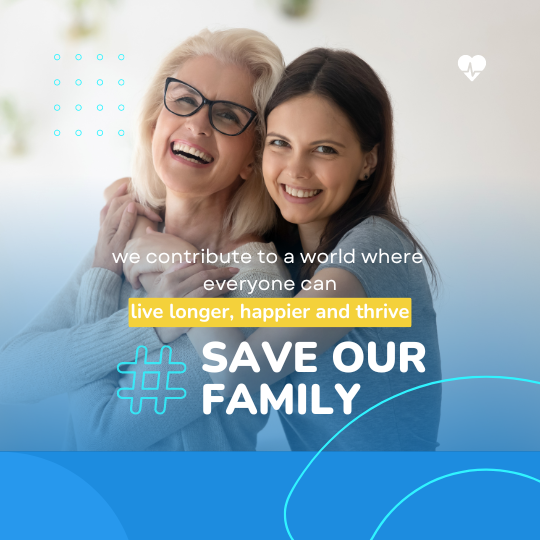 we contribute to a world where
everyone can
live longer, happier and thrive
# SAVE OUR
FAMILY